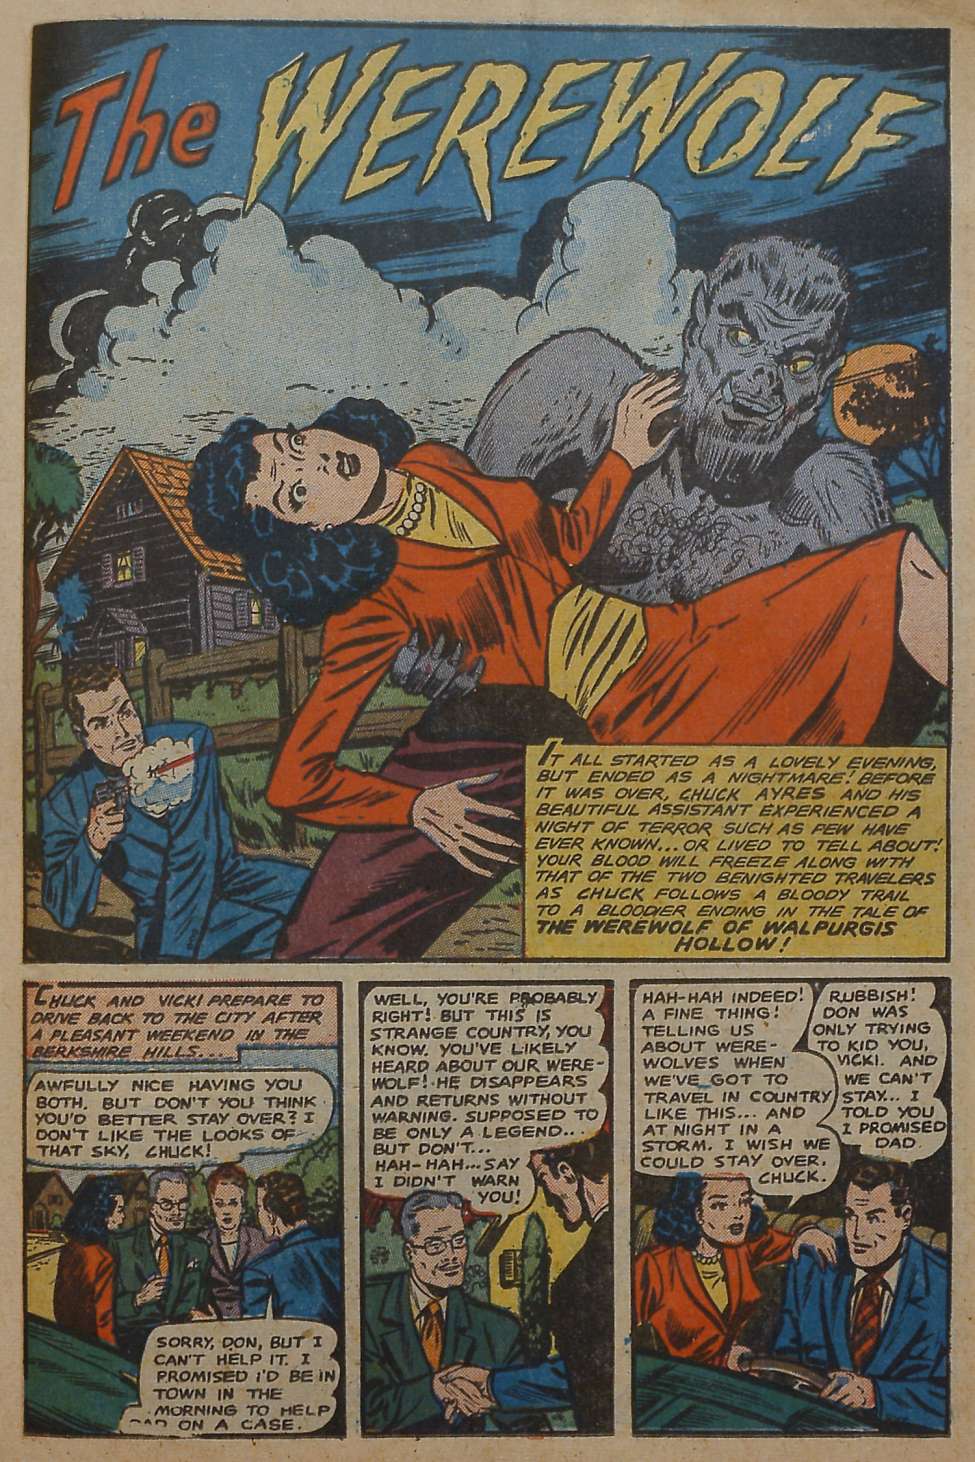 The WEREWOLF
IT ALL STARTED AS A LOVELY EVENING,
BUT ENDED AS A NIGHTMARE! BEFORE
IT WAS OVER, CHUCK AYRES AND HIS
BEAUTIFUL ASSISTANT EXPERIENCED A
NIGHT OF TERROR SUCH AS FEW HAVE
EVER KNOWN... OR LIVED TO TELL ABOUT!
YOUR BLOOD WILL FREEZE ALONG WITH
THAT OF THE TWO BENIGHTED TRAVELERS
AS CHUCK FOLLOWS A BLOODY TRAIL
TO A BLOODIER ENDING IN THE TALE OF
THE WEREWOLF OF WALPURGIS
HOLLOW!
CHUCK AND VICKI PREPARE TO
DRIVE BACK TO THE CITY AFTER
A PLEASANT WEEKEND IN THE
BERKSHIRE HILLS....
AWFULLY NICE HAVING YOU
BOTH. BUT DON'T YOU THINK
YOU'D BETTER STAY OVER? I
DON'T LIKE THE LOOKS OF
THAT SKY, CHUCK!
SORRY, DON, BUT I
CAN'T HELP IT. I
PROMISED I'D BE IN
TOWN IN THE
MORNING TO HELP
DAD ON A CASE.
WELL, YOU'RE PROBABLY
RIGHT! BUT THIS IS
STRANGE COUNTRY, YOU
KNOW. YOU'VE LIKELY
HEARD ABOUT OUR WERE-
WOLF! HE DISAPPEARS
AND RETURNS WITHOUT
WARNING. SUPPOSED TO
BE ONLY A LEGEND...
BUT DON'T...
HAH-HAH...SAY
I DIDN'T WARN
YOU!
HAH-HAH INDEED!
A FINE THING!
TELLING US
ABOUT WERE-
WOLVES WHEN
WE'VE GOT TO
TRAVEL IN COUNTRY
LIKE THIS... AND
AT NIGHT IN A
STORM. I WISH WE
COULD STAY OVER,
CHUCK.
RUBBISH!
DON WAS
ONLY TRYING
TO KID YOU,
VICKI. AND
WE CAN'T
STAY... I
TOLD YOU
I PROMISED
DAD.